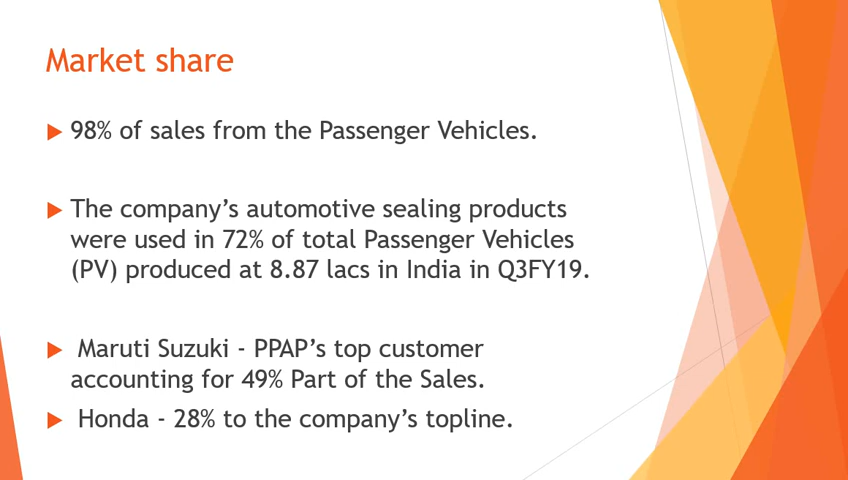 Market share
98% of sales from the Passenger Vehicles.
The company's automotive sealing products
were used in 72% of total Passenger Vehicles
(PV) produced at 8.87 lacs in India in Q3FY19.
Maruti Suzuki - PPAP's top customer
accounting for 49% Part of the Sales.
Honda - 28% to the company's topline.